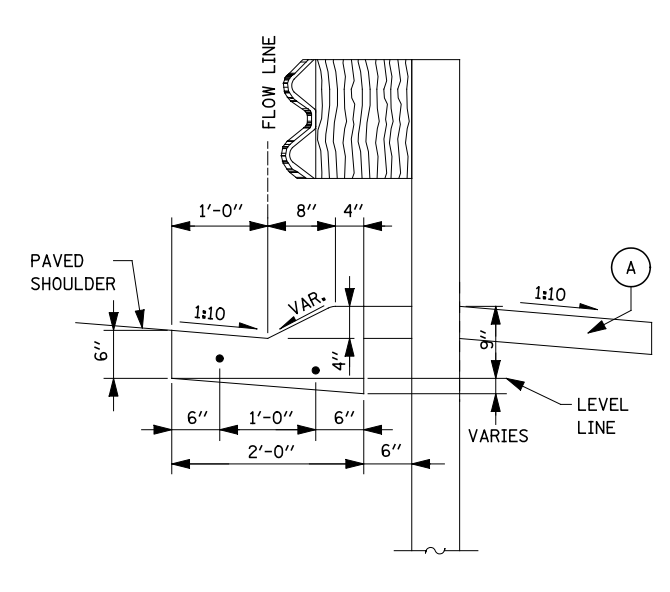 FLOW LINE
1'-0"
8"
4"
PAVED
SHOULDER
1:10
VAR.
1:10
A
6"
4"
9"
6"
1'-0"
6"
LEVEL
LINE
VARIES
2'-0"
6"